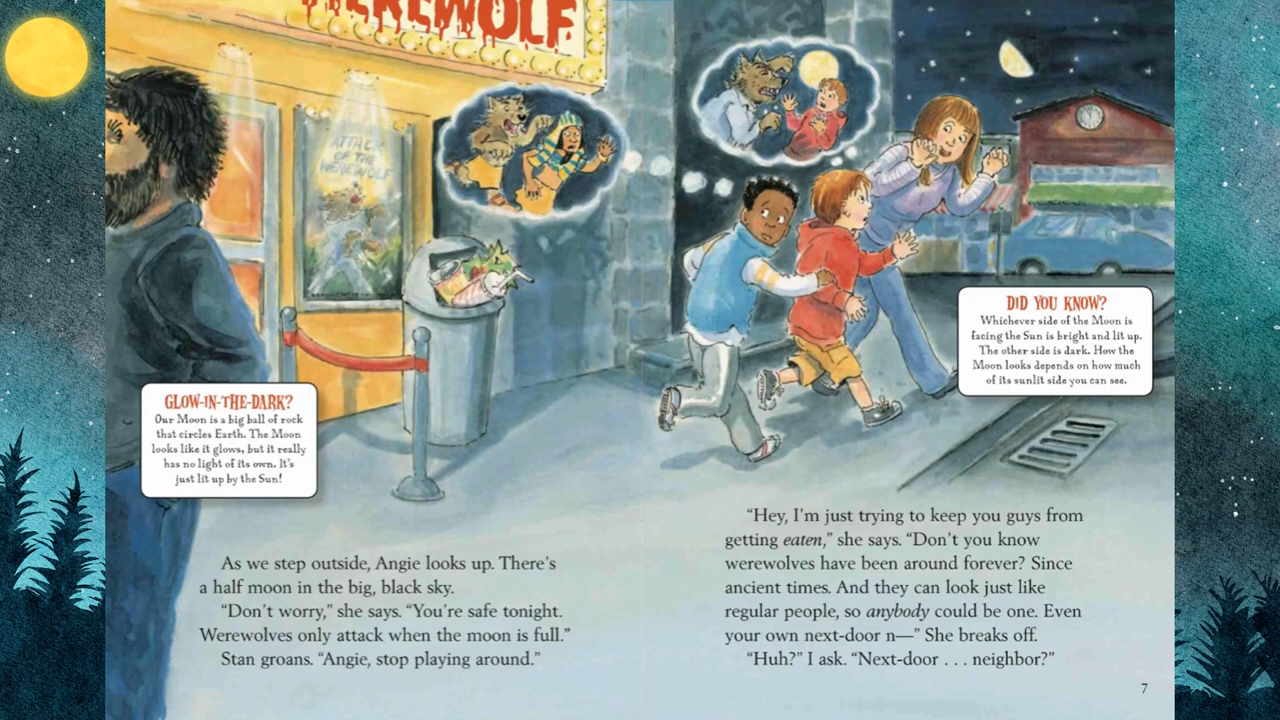 WEREWOLF
ATTACK
OF THE
WEREWOLF
GLOW-IN-THE-DARK?
Our Moon is a big ball of rock
that circles Earth. The Moon
looks like it glows, but it really
has no light of its own. It's
just lit up by the Sun!
As we step outside, Angie looks up. There's
a half moon in the big, black sky.
“Don't worry,” she says. “You're safe tonight.
Werewolves only attack when the moon is full.”
Stan groans. “Angie, stop playing around.”
DID YOU KNOW?
Whichever side of the Moon is
facing the Sun is bright and lit up.
The other side is dark. How the
Moon looks depends on how much
of its sunlit side you can see.
“Hey, I'm just trying to keep you guys from
getting eaten,” she says. “Don't you know
werewolves have been around forever? Since
ancient times. And they can look just like
regular people, so anybody could be one. Even
your own next-door n—” She breaks off.
“Huh?” I ask. “Next-door . . . neighbor?”
7